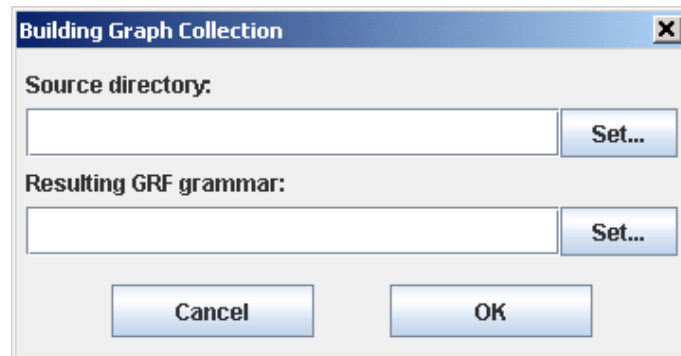 Building Graph Collection
Source directory:
Set...
Resulting GRF grammar:
Set...
Cancel OK